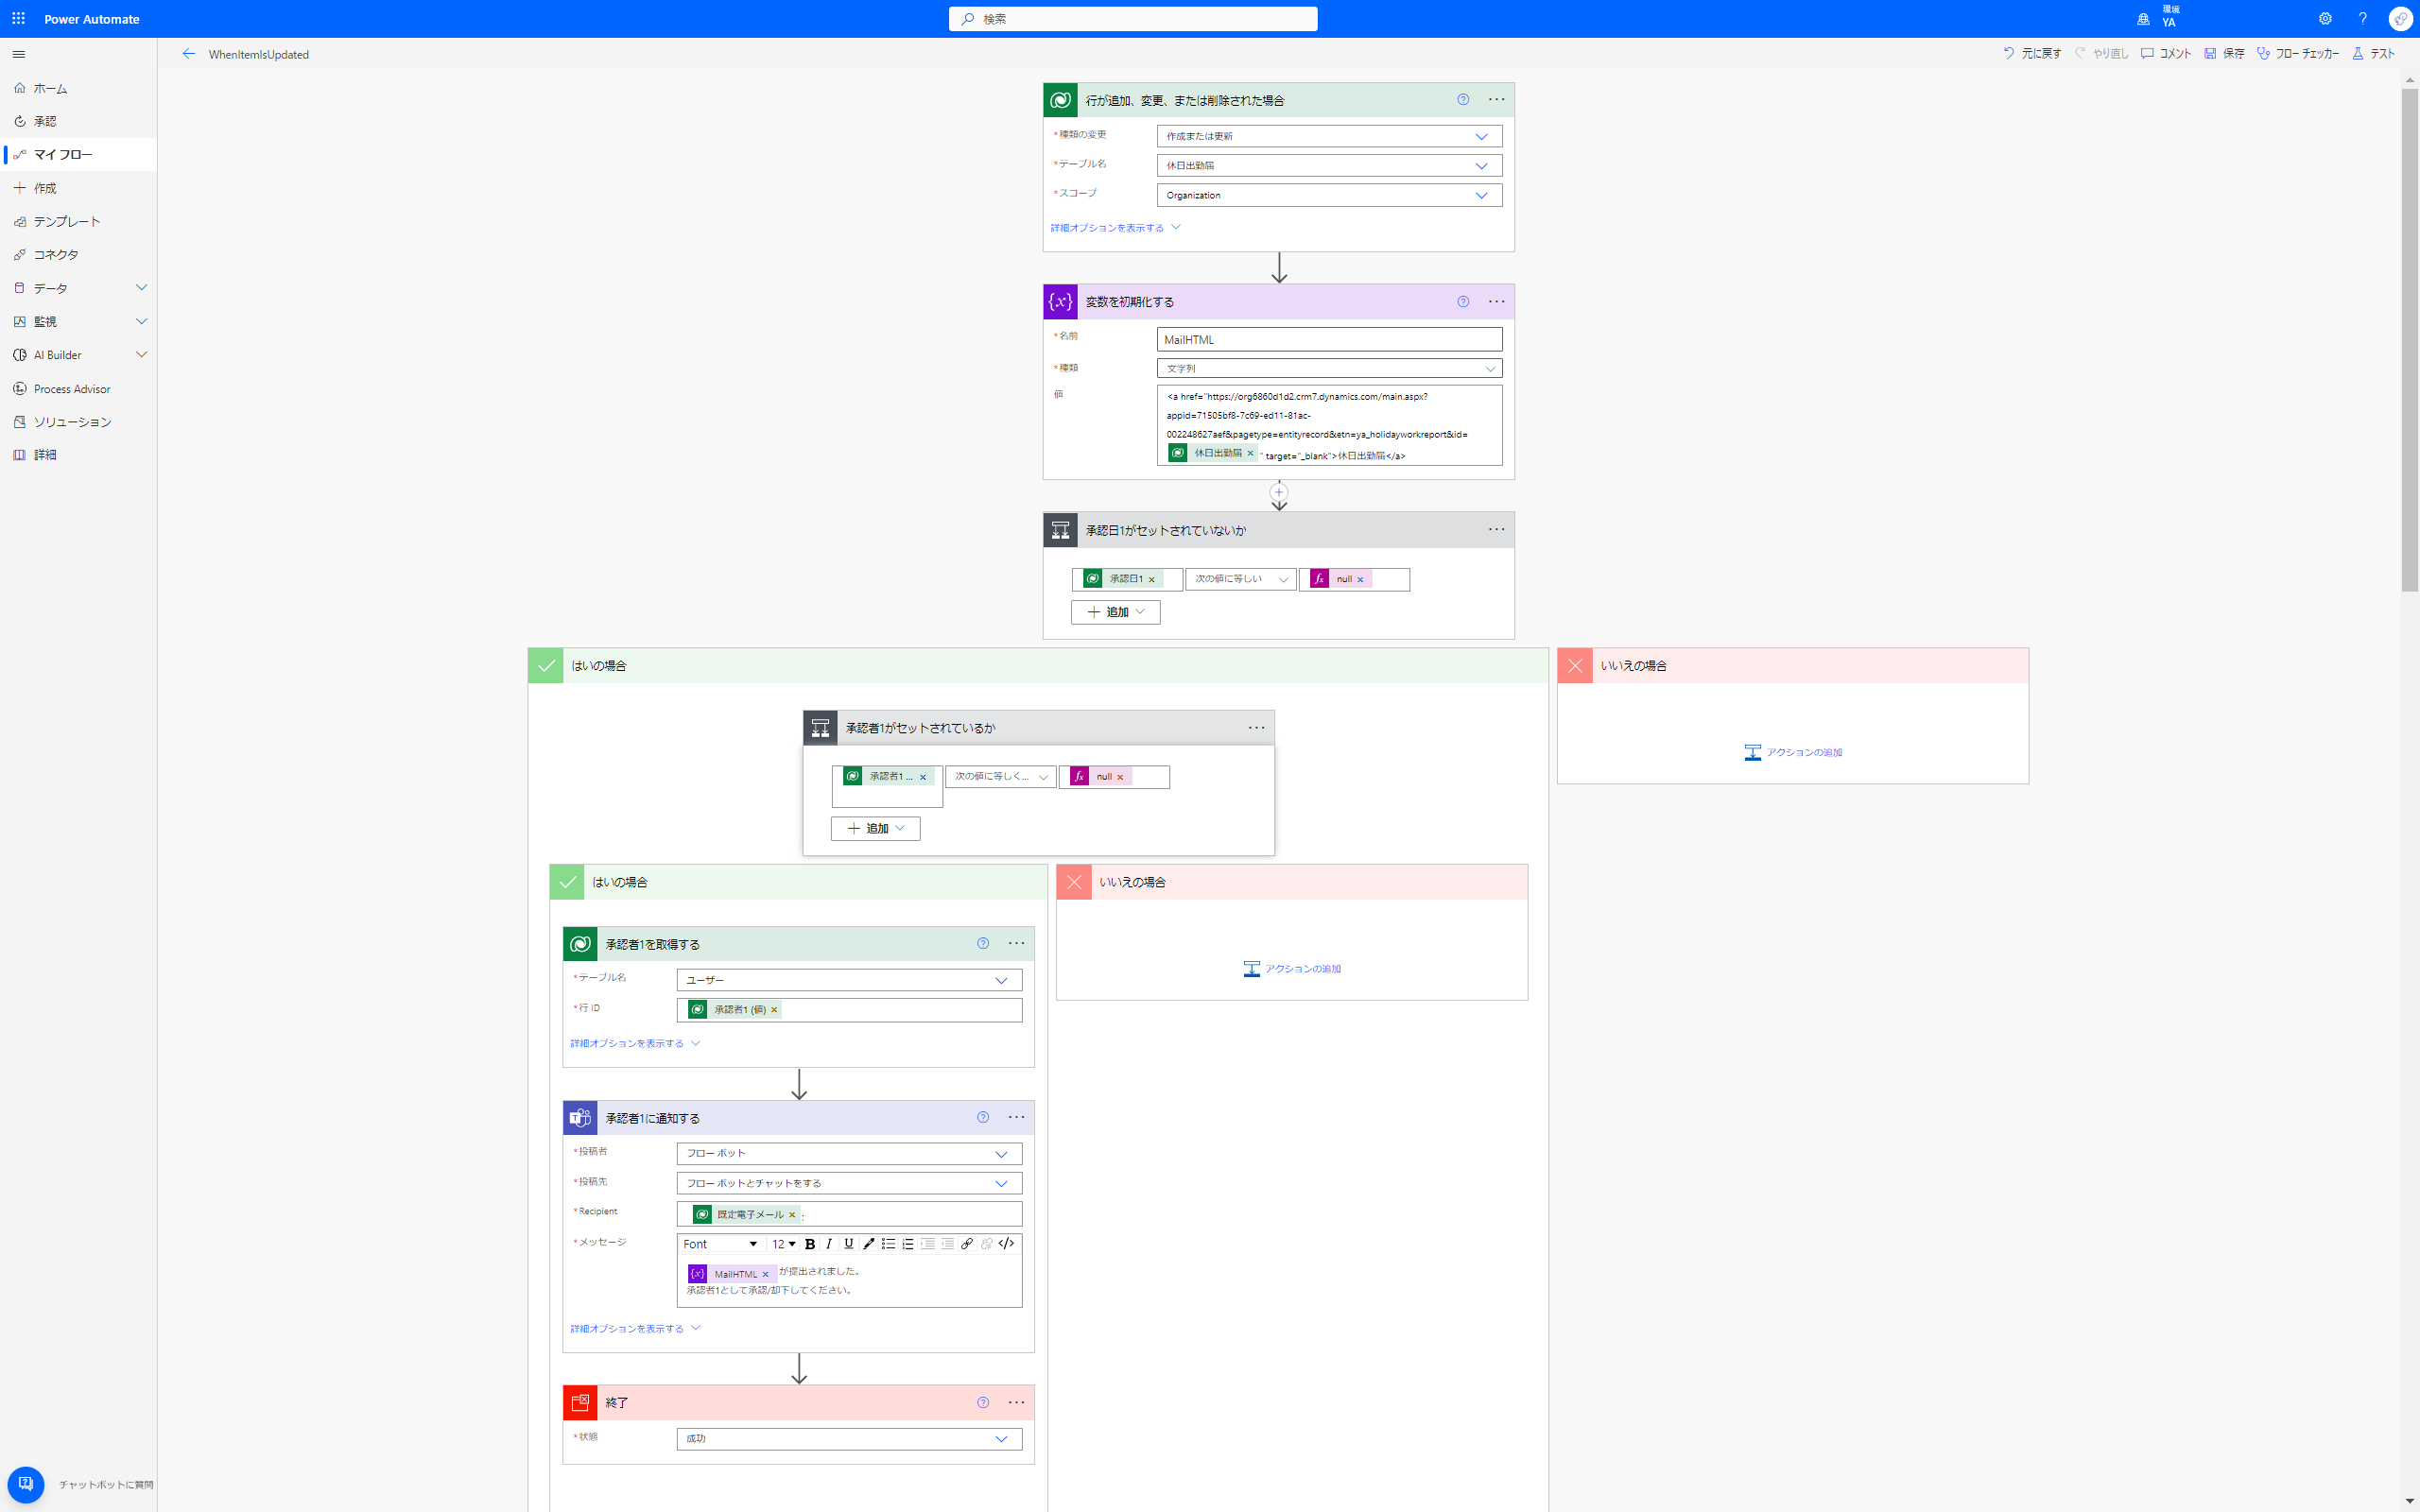 Power Automate
検索
環境
YA
WhenItemIsUpdated
元に戻す
やり直し
コメント
保存
フロー チェッカー
テスト
ホーム
承認
マイ フロー
作成
テンプレート
コネクタ
データ
監視
AI Builder
Process Advisor
ソリューション
詳細
チャットボットに質問
行が追加、変更、または削除された場合
*種類の変更
作成または更新
*テーブル名
休日出勤届
*スコープ
Organization
詳細オプションを表示する
{x} 変数を初期化する
*名前
MailHTML
*種類
文字列
値
<a href="https://org6860d1d2.crm7.dynamics.com/main.aspx?
appid=71505bf8-7c69-ed11-81ac-
002248627aef&pagetype=entityrecord&etn=ya_holidayworkreport&id=
休日出勤届 × " target="_blank">休日出勤届</a>
承認日1がセットされていないか
承認日1 ×
次の値に等しい
fx null ×
追加
はいの場合
いいえの場合
アクションの追加
承認者1がセットされているか
承認者1 ... ×
次の値に等しく...
fx null ×
追加
はいの場合
いいえの場合
アクションの追加
承認者1を取得する
*テーブル名
ユーザー
*行 ID
承認者1 (値) ×
詳細オプションを表示する
承認者1に通知する
*投稿者
フロー ボット
*投稿先
フロー ボットとチャットをする
*Recipient
既定電子メール × ;
*メッセージ
Font 12 B I U </>
{x} MailHTML × が提出されました。
承認者1として承認/却下してください。
詳細オプションを表示する
終了
*状態
成功